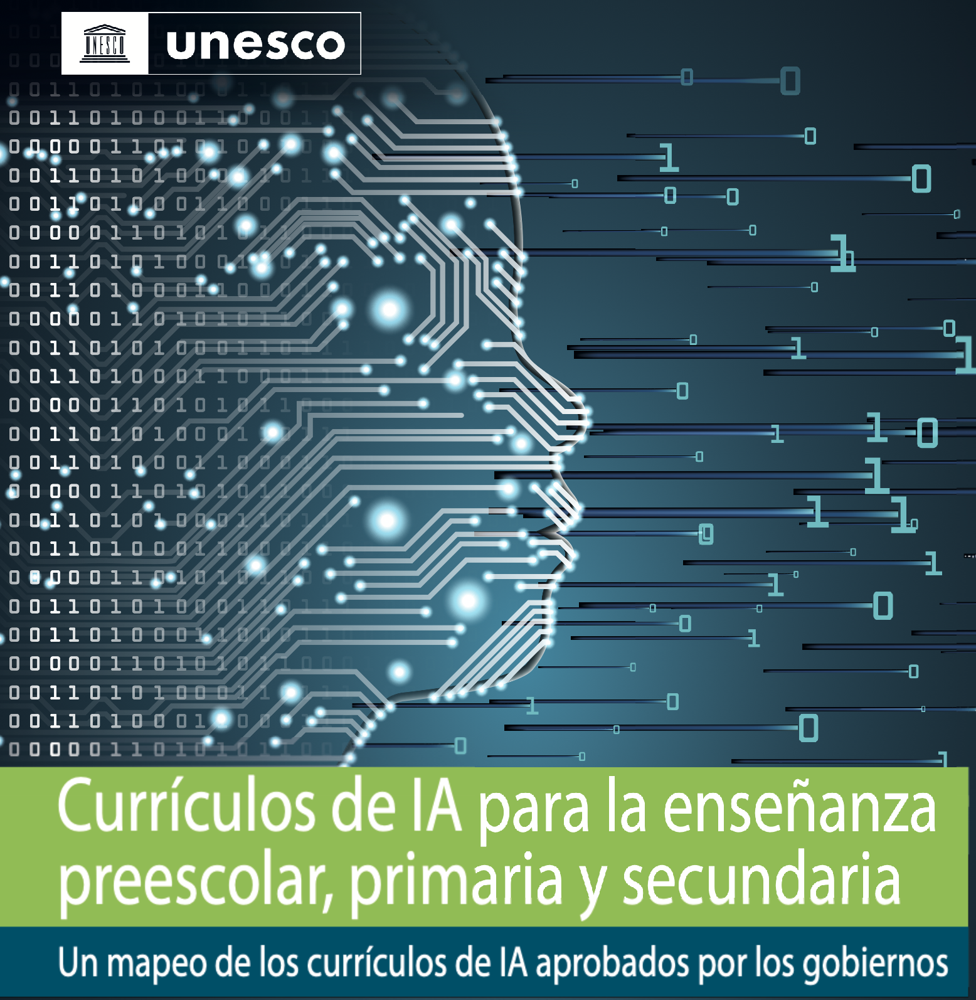 UNESCO
unesco
Currículos de IA para la enseñanza
preescolar, primaria y secundaria
Un mapeo de los currículos de IA aprobados por los gobiernos